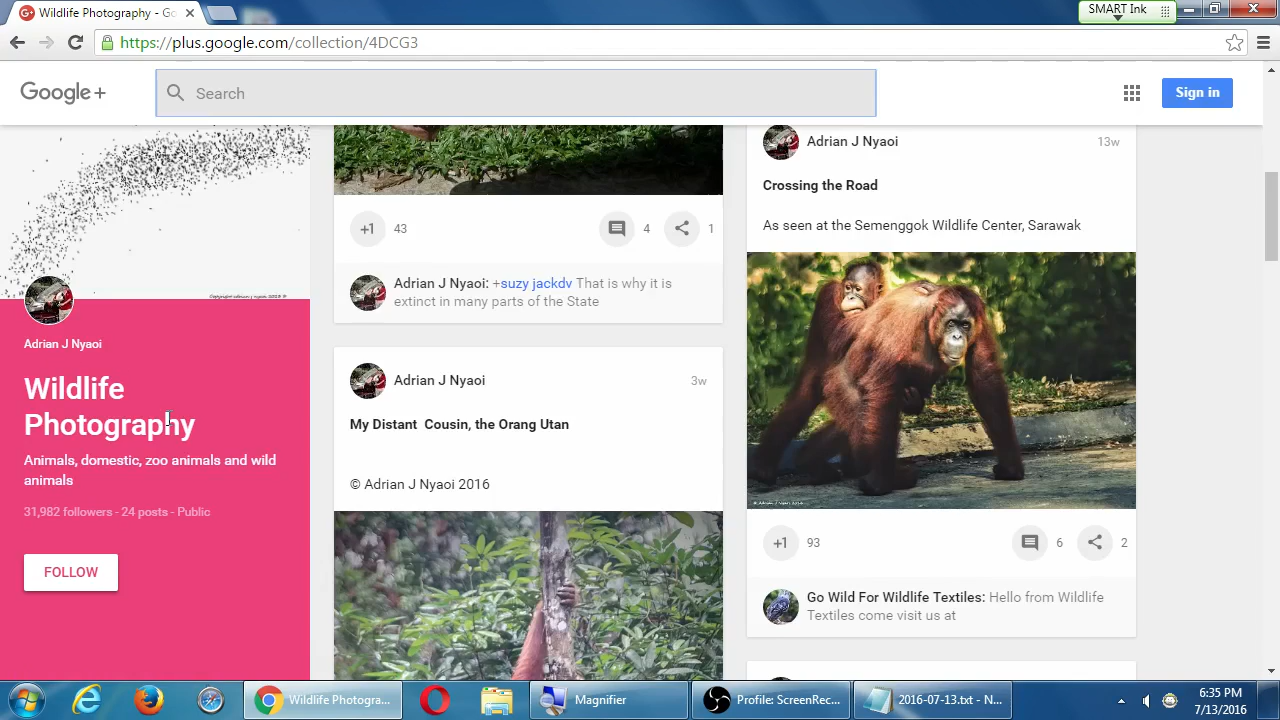 Wildlife Photography - Go
SMART Ink
https://plus.google.com/collection/4DCG3
Google+
Search
Sign in
Adrian J Nyaoi
Wildlife
Photography
Animals, domestic, zoo animals and wild
animals
31,982 followers - 24 posts - Public
FOLLOW
+1
43
4
1
Adrian J Nyaoi: +suzy jackdv That is why it is
extinct in many parts of the State
Adrian J Nyaoi
3w
My Distant  Cousin, the Orang Utan
© Adrian J Nyaoi 2016
Adrian J Nyaoi
13w
Crossing the Road
As seen at the Semenggok Wildlife Center, Sarawak
+1
93
6
2
Go Wild For Wildlife Textiles: Hello from Wildlife
Textiles come visit us at
Wildlife Photogra...
Magnifier
Profile: ScreenRec...
2016-07-13.txt - N...
6:35 PM
7/13/2016